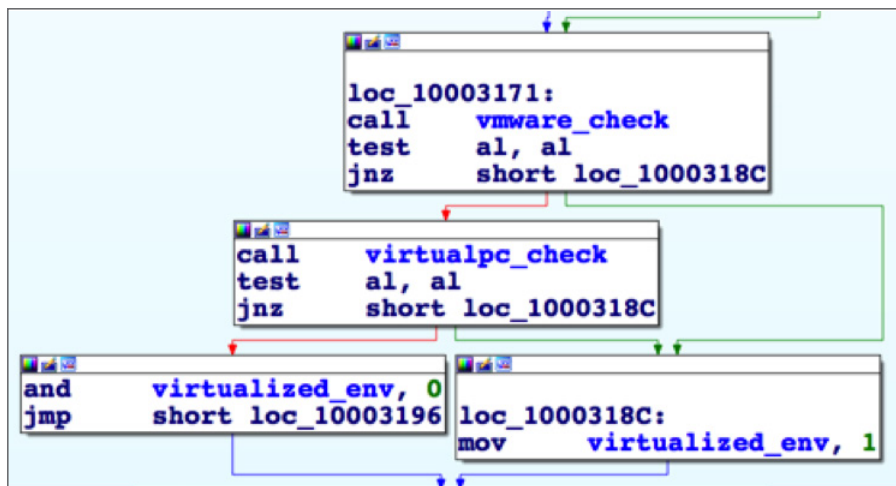 loc_10003171:
call vmware_check
test al, al
jnz short loc_1000318C
call virtualpc_check
test al, al
jnz short loc_1000318C
and virtualized_env, 0
jmp short loc_10003196
loc_1000318C:
mov virtualized_env, 1